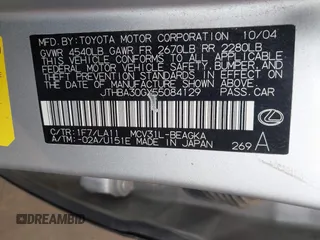 MFD.BY:TOYOTA MOTOR CORPORATION 10/04
GVWR 4540LB GAWR FR 2670LB RR 2280LB
THIS VEHICLE CONFORMS TO ALL APPLICABLE
FEDERAL MOTOR VEHICLE SAFETY, BUMPER, AND
THEFT PREVENTION STANDARDS IN EFFECT ON
THE DATE OF MANUFACTURE SHOWN ABOVE.
JTHBA30GX55084129 PASS.CAR
C/TR:1F7/LA11 MCV31L-BEAGKA
A/TM:-02A/U151E MADE IN JAPAN 269 A
DREAMBID